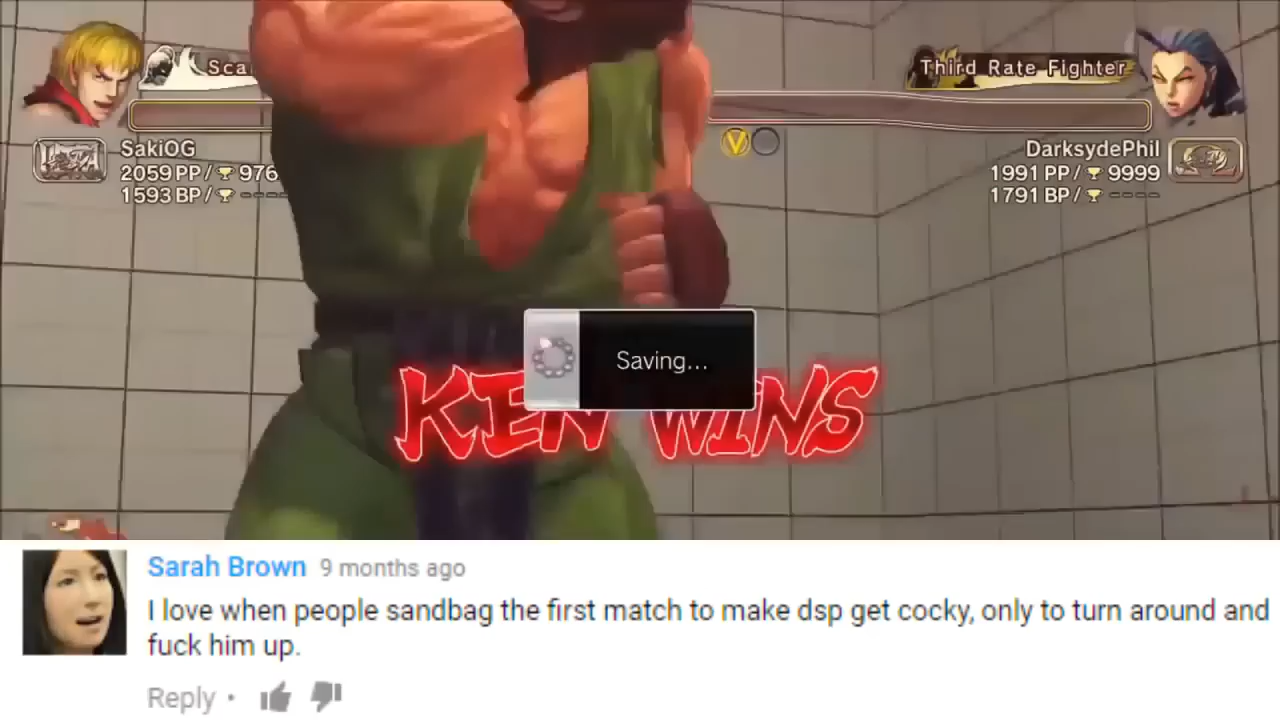 Scar
Third Rate Fighter
V
SakiOG
DarksydePhil
2059 PP / 976
1991 PP / 9999
1593 BP / ----
1791 BP / ----
Saving...
KEN WINS
Sarah Brown 9 months ago
I love when people sandbag the first match to make dsp get cocky, only to turn around and
fuck him up.
Reply •